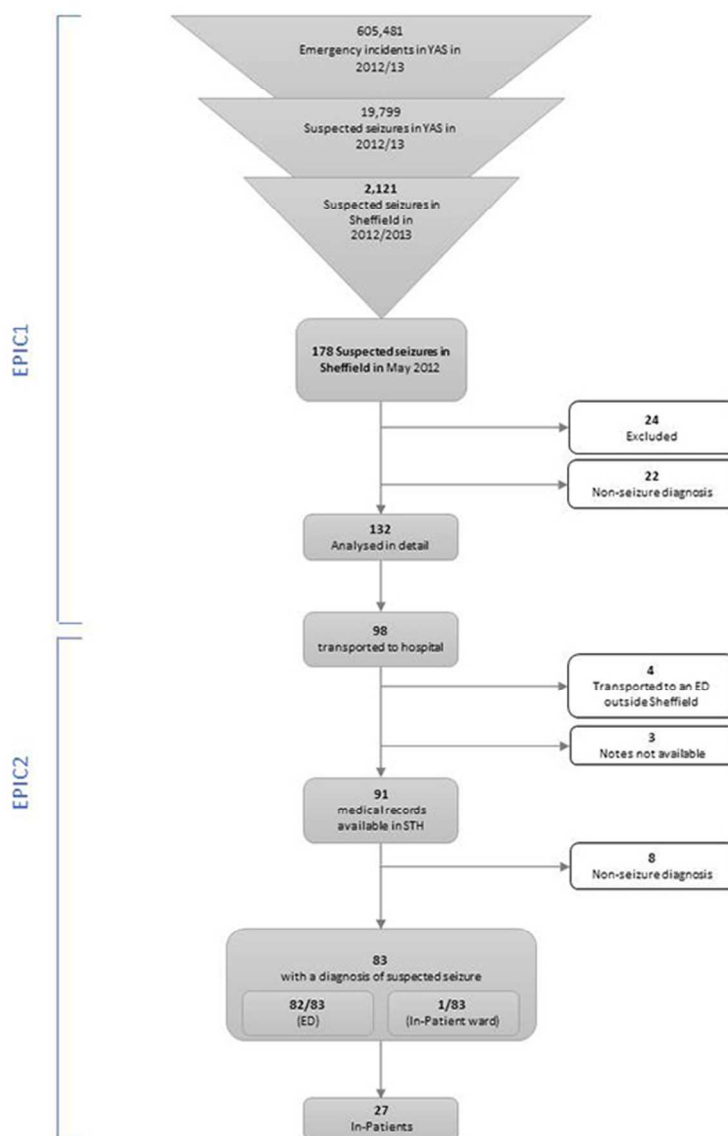 605,481
Emergency incidents in YAS in
2012/13
19,799
Suspected seizures in YAS in
2012/13
2,121
Suspected seizures in
Sheffield in
2012/2013
EPIC1
178 Suspected seizures in
Sheffield in May 2012
24
Excluded
22
Non-seizure diagnosis
132
Analysed in detail
98
transported to hospital
EPIC2
4
Transported to an ED
outside Sheffield
3
Notes not available
91
medical records
available in STH
8
Non-seizure diagnosis
83
with a diagnosis of suspected seizure
82/83
(ED)
1/83
(In-Patient ward)
27
In-Patients